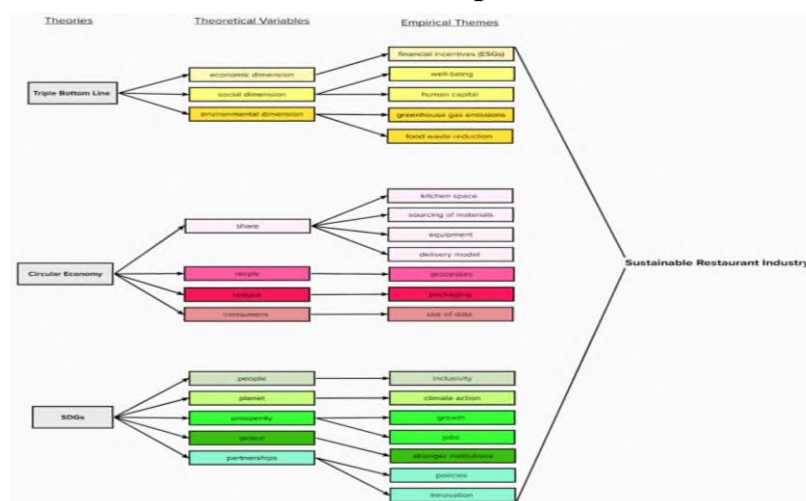 Theories
Theoretical Variables
Empirical Themes
financial incentives (ESGs)
economic dimension
well-being
Triple Bottom Line
social dimension
human capital
environmental dimension
greenhouse gas emissions
food waste reduction
kitchen space
sourcing of materials
share
equipment
delivery model
Sustainable Restaurant Industry
Circular Economy
recyle
processes
reduce
packaging
consumers
use of data
people
inclusivity
planet
climate action
SDGs
prosperity
growth
peace
jobs
stronger institutions
partnerships
policies
innovation